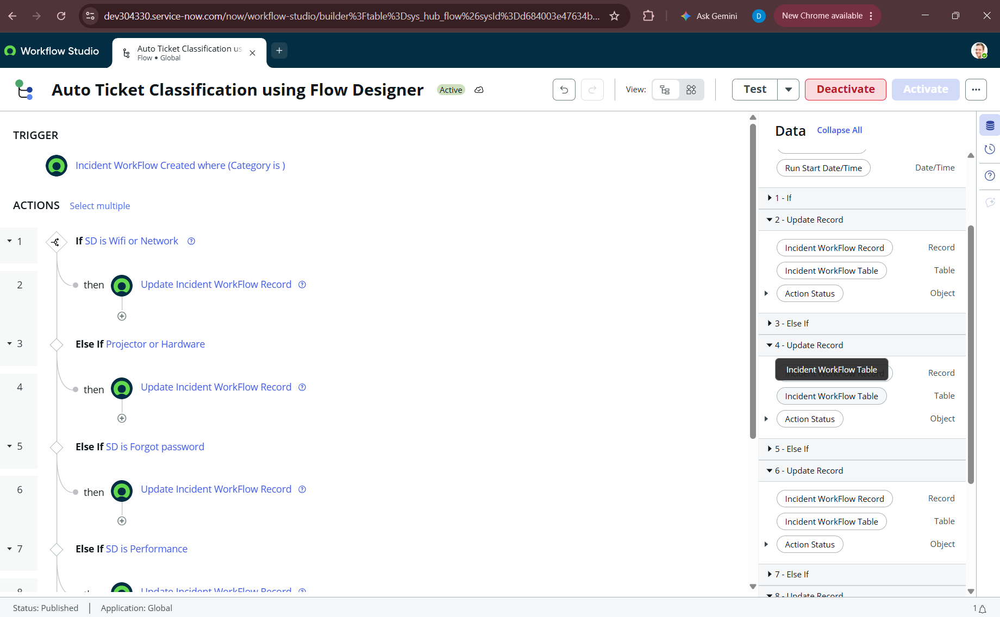 dev304330.service-now.com/now/workflow-studio/builder%3Ftable%3Dsys_hub_flow%26sysId%3Dd684003e47634b...
Ask Gemini
D
New Chrome available
Workflow Studio
Auto Ticket Classification us
Flow • Global
Auto Ticket Classification using Flow Designer
Active
View:
Test
Deactivate
Activate
TRIGGER
Incident WorkFlow Created where (Category is )
ACTIONS
Select multiple
1
If SD is Wifi or Network
2
then
Update Incident WorkFlow Record
3
Else If Projector or Hardware
4
then
Update Incident WorkFlow Record
5
Else If SD is Forgot password
6
then
Update Incident WorkFlow Record
7
Else If SD is Performance
8
then
Update Incident WorkFlow Record
Data
Collapse All
Run Start Date/Time
Date/Time
1 - If
2 - Update Record
Incident WorkFlow Record
Record
Incident WorkFlow Table
Table
Action Status
Object
3 - Else If
4 - Update Record
Incident WorkFlow Table
Record
Incident WorkFlow Table
Table
Action Status
Object
5 - Else If
6 - Update Record
Incident WorkFlow Record
Record
Incident WorkFlow Table
Table
Action Status
Object
7 - Else If
8 - Update Record
Status: Published
Application: Global
1